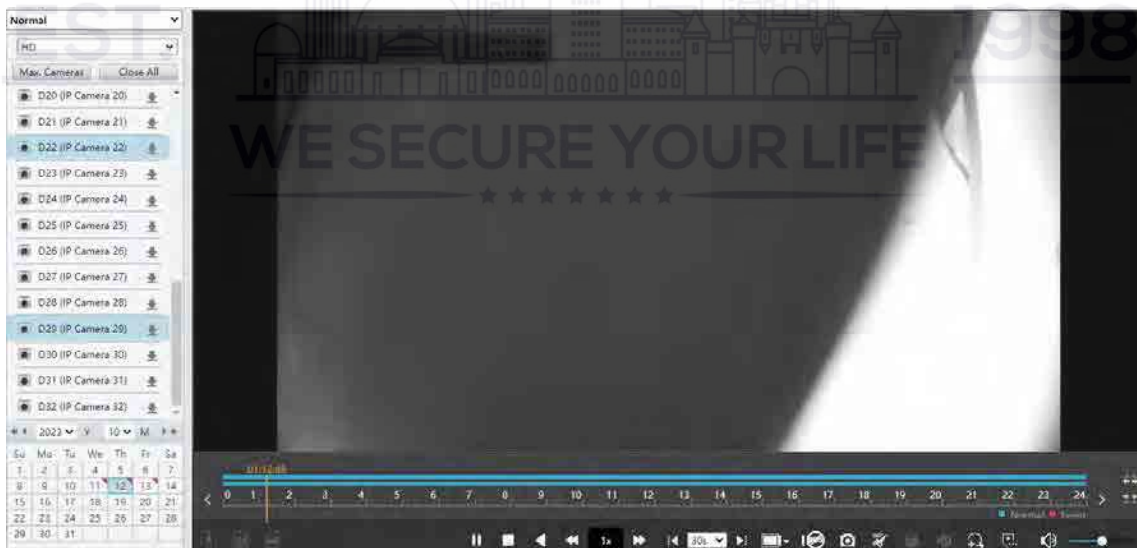 Normal
HD
Max. Cameras Close All
D20 (IP Camera 20)
D21 (IP Camera 21)
D22 (IP Camera 22)
D23 (IP Camera 23)
D24 (IP Camera 24)
D25 (IP Camera 25)
D26 (IP Camera 26)
D27 (IP Camera 27)
D28 (IP Camera 28)
D29 (IP Camera 29)
D30 (IP Camera 30)
D31 (IP Camera 31)
D32 (IP Camera 32)
2023 Y 10 M
Su Mo Tu We Th Fr Sa
1 2 3 4 5 6 7
8 9 10 11 12 13 14
15 16 17 18 19 20 21
22 23 24 25 26 27 28
29 30 31
EST. 1998
WE SECURE YOUR LIFE
0 1 2 3 4 5 6 7 8 9 10 11 12 13 14 15 16 17 18 19 20 21 22 23 24
Normal Event
1x 30s